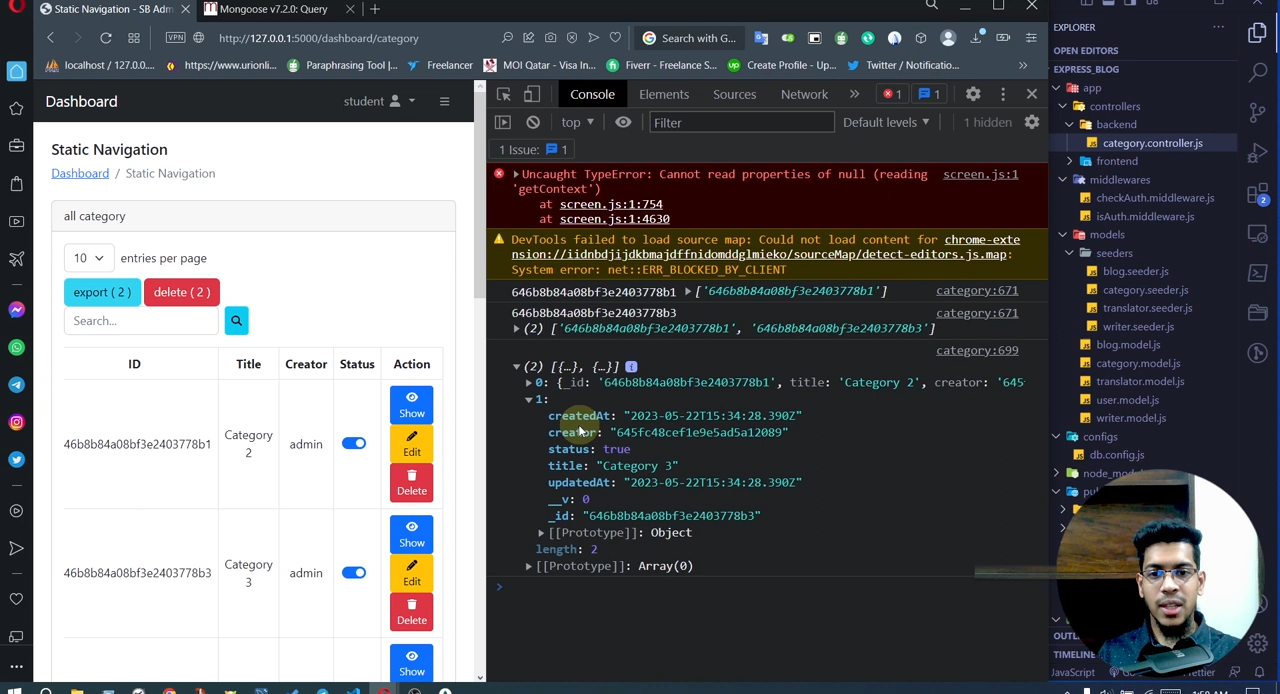 Static Navigation - SB Adm
Mongoose v7.2.0: Query
VPN
http://127.0.0.1:5000/dashboard/category
Search with G...
localhost / 127.0....
https://www.urionli...
Paraphrasing Tool |...
Freelancer
MOI Qatar - Visa In...
Fiverr - Freelance S...
Create Profile - Up...
Twitter / Notificatio...
Dashboard
student
Static Navigation
Dashboard / Static Navigation
all category
10 entries per page
export ( 2 )
delete ( 2 )
Search...
ID Title Creator Status Action
46b8b84a08bf3e2403778b1
Category 2
admin
Show
Edit
Delete
46b8b84a08bf3e2403778b3
Category 3
admin
Show
Edit
Delete
Show
Console Elements Sources Network
1 1
top
Filter
Default levels
1 hidden
1 Issue: 1
Uncaught TypeError: Cannot read properties of null (reading screen.js:1
'getContext')
at screen.js:1:754
at screen.js:1:4630
DevTools failed to load source map: Could not load content for chrome-exte
nsion://iidnbdjijdkbmajdffnidomddglmieko/sourceMap/detect-editors.js.map:
System error: net::ERR_BLOCKED_BY_CLIENT
646b8b84a08bf3e2403778b1 ['646b8b84a08bf3e2403778b1'] category:671
646b8b84a08bf3e2403778b3 category:671
(2) ['646b8b84a08bf3e2403778b1', '646b8b84a08bf3e2403778b3']
category:699
(2) [{…}, {…}]
0: {_id: '646b8b84a08bf3e2403778b1', title: 'Category 2', creator: '645
1:
createdAt: "2023-05-22T15:34:28.390Z"
creator: "645fc48cef1e9e5ad5a12089"
status: true
title: "Category 3"
updatedAt: "2023-05-22T15:34:28.390Z"
__v: 0
_id: "646b8b84a08bf3e2403778b3"
[[Prototype]]: Object
length: 2
[[Prototype]]: Array(0)
EXPLORER
OPEN EDITORS
EXPRESS_BLOG
app
controllers
backend
category.controller.js
frontend
middlewares
checkAuth.middleware.js
isAuth.middleware.js
models
seeders
blog.seeder.js
category.seeder.js
translator.seeder.js
writer.seeder.js
blog.model.js
category.model.js
translator.model.js
user.model.js
writer.model.js
configs
db.config.js
2
TIMELINE
JavaScript